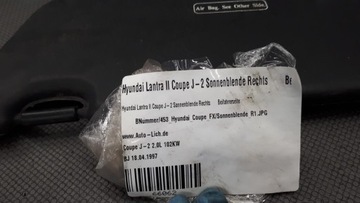 Air Bag. See Other Side.
Hyundai Lantra II Coupe J-2 Sonnenblende Rechts Be
Hyundai Lantra II Coupe J-2 Sonnenblende Rechts Beifahrerseite
BNummer/453 Hyundai Coupe FX/Sonnenblende R1.JPG
www.Auto-Lich.de
Coupe J-2 2.0L 102KW
BJ 18.04.1997